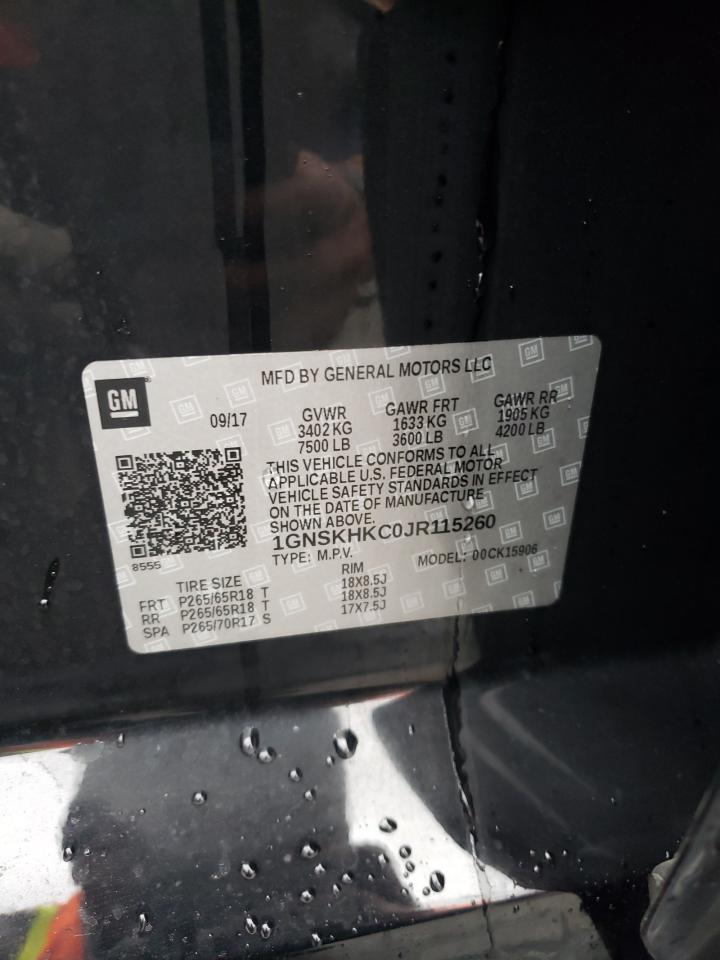 MFD BY GENERAL MOTORS LLC
GM
09/17
GVWR
3402 KG
7500 LB
GAWR FRT
1633 KG
3600 LB
GAWR RR
1905 KG
4200 LB
THIS VEHICLE CONFORMS TO ALL
APPLICABLE U.S. FEDERAL MOTOR
VEHICLE SAFETY STANDARDS IN EFFECT
ON THE DATE OF MANUFACTURE
SHOWN ABOVE.
1GNSKHKC0JR115260
8555
TYPE: M.P.V.
MODEL: 00CK15906
TIRE SIZE RIM
FRT P265/65R18 T 18X8.5J
RR P265/65R18 T 18X8.5J
SPA P265/70R17 S 17X7.5J